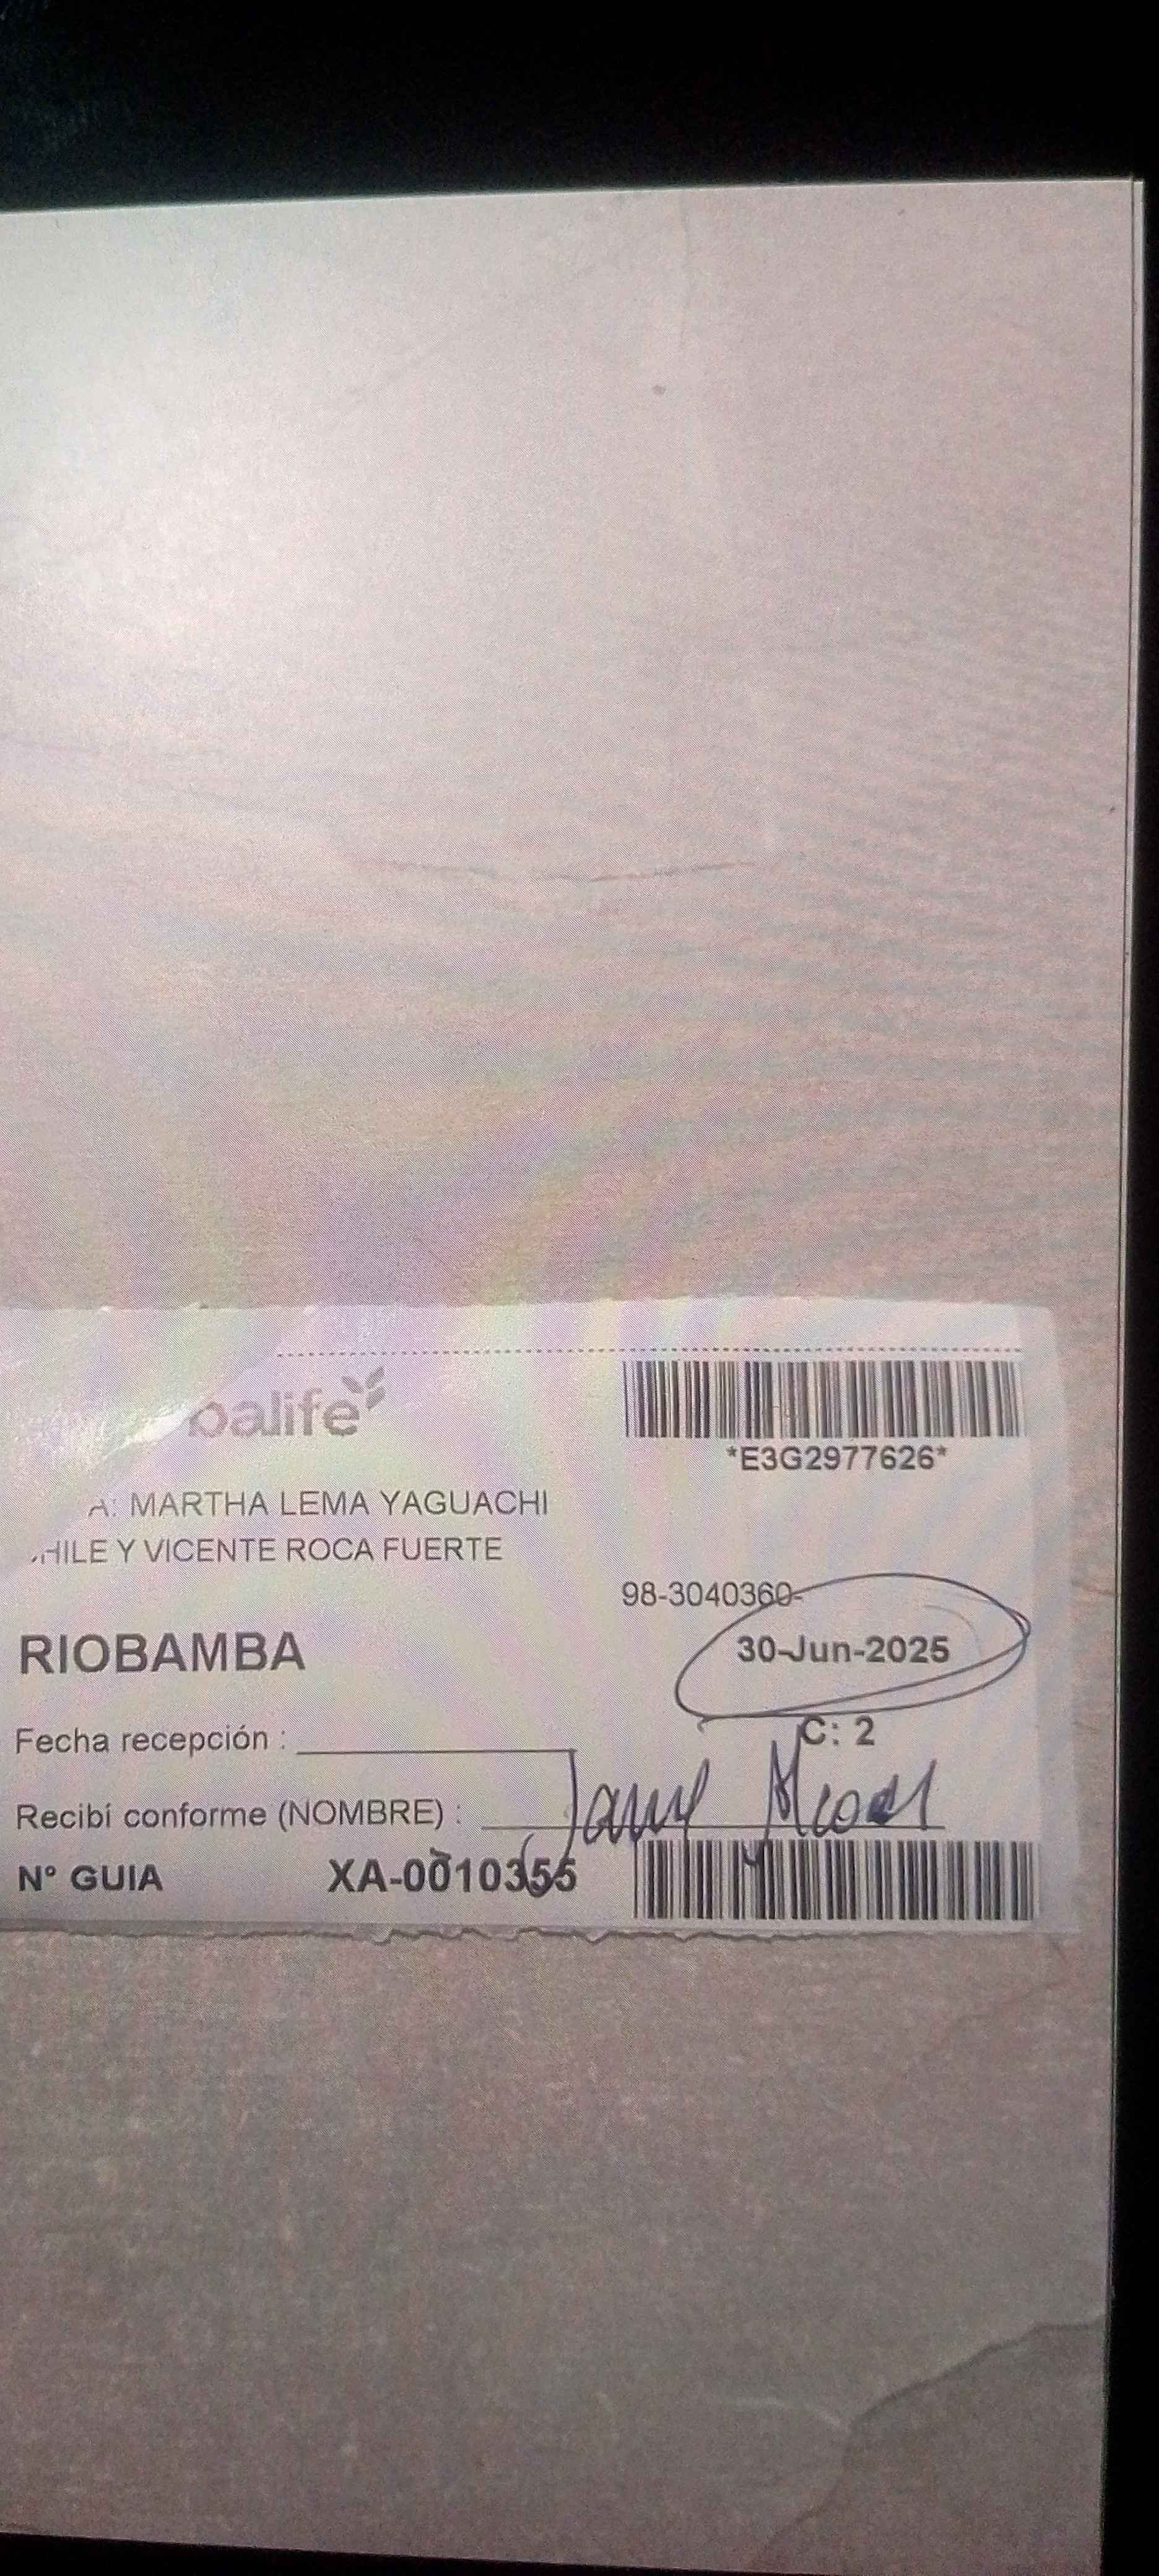 balife
*E3G2977626*
A: MARTHA LEMA YAGUACHI
HILE Y VICENTE ROCA FUERTE
98-3040360-
RIOBAMBA
30-Jun-2025
Fecha recepción :
C: 2
Recibí conforme (NOMBRE) :
N° GUIA XA-0010355